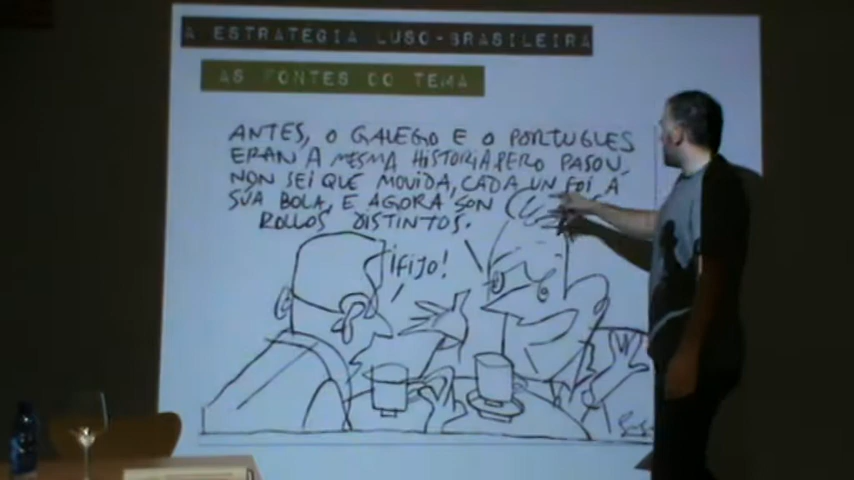 A ESTRATÉGIA LUSO-BRASILEIRA
AS FONTES DO TEMA
ANTES, O GALEGO E O PORTUGUES
ERAN A MESMA HISTORIA PERO PASOU,
NON SEI QUE MOVIDA, CADA UN FOI Á
SÚA BOLA, E AGORA SON
ROLLOS DISTINTOS.
¡FIJO!